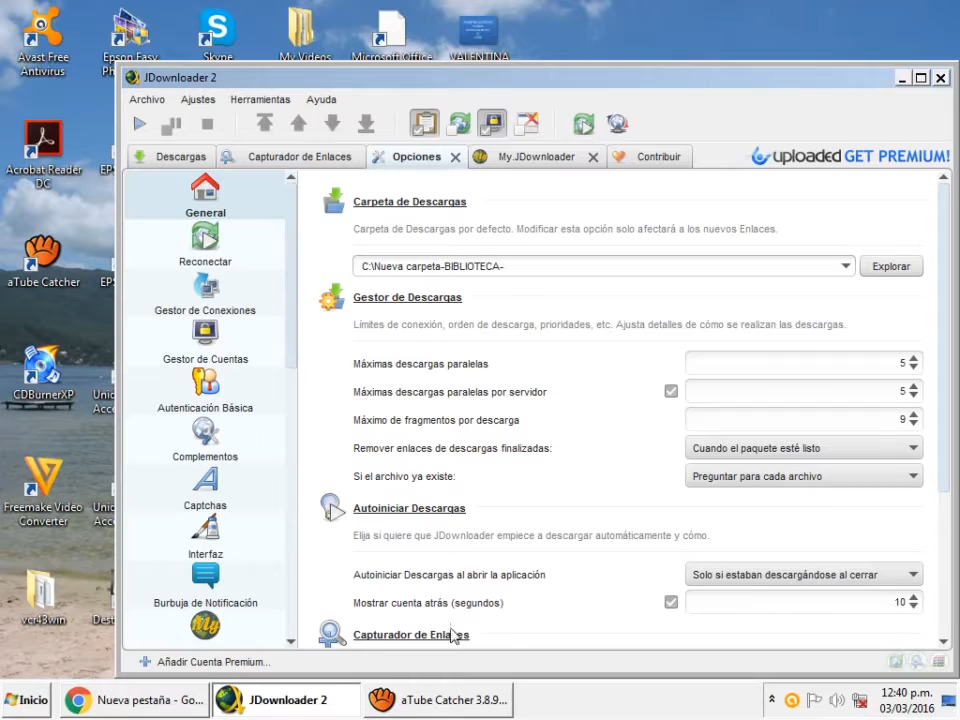 Avast Free
Antivirus
Epson Easy
Skype
My Videos
Microsoft Office
VALENTINA
JDownloader 2
Archivo Ajustes Herramientas Ayuda
Descargas Capturador de Enlaces Opciones My.JDownloader Contribuir
uploaded GET PREMIUM!
Acrobat Reader
DC
aTube Catcher
CDBurnerXP
Freemake Video
Converter
vcr43win
General
Reconectar
Gestor de Conexiones
Gestor de Cuentas
Autenticación Básica
Complementos
Captchas
Interfaz
Burbuja de Notificación
My
Carpeta de Descargas
Carpeta de Descargas por defecto. Modificar esta opción solo afectará a los nuevos Enlaces.
C:\Nueva carpeta-BIBLIOTECA-
Explorar
Gestor de Descargas
Límites de conexión, orden de descarga, prioridades, etc. Ajusta detalles de cómo se realizan las descargas.
Máximas descargas paralelas 5
Máximas descargas paralelas por servidor 5
Máximo de fragmentos por descarga 9
Remover enlaces de descargas finalizadas: Cuando el paquete esté listo
Si el archivo ya existe: Preguntar para cada archivo
Autoiniciar Descargas
Elija si quiere que JDownloader empiece a descargar automáticamente y cómo.
Autoiniciar Descargas al abrir la aplicación Solo si estaban descargándose al cerrar
Mostrar cuenta atrás (segundos) 10
Capturador de Enlaces
Añadir Cuenta Premium...
Inicio
Nueva pestaña - Go...
JDownloader 2
aTube Catcher 3.8.9...
12:40 p.m.
03/03/2016